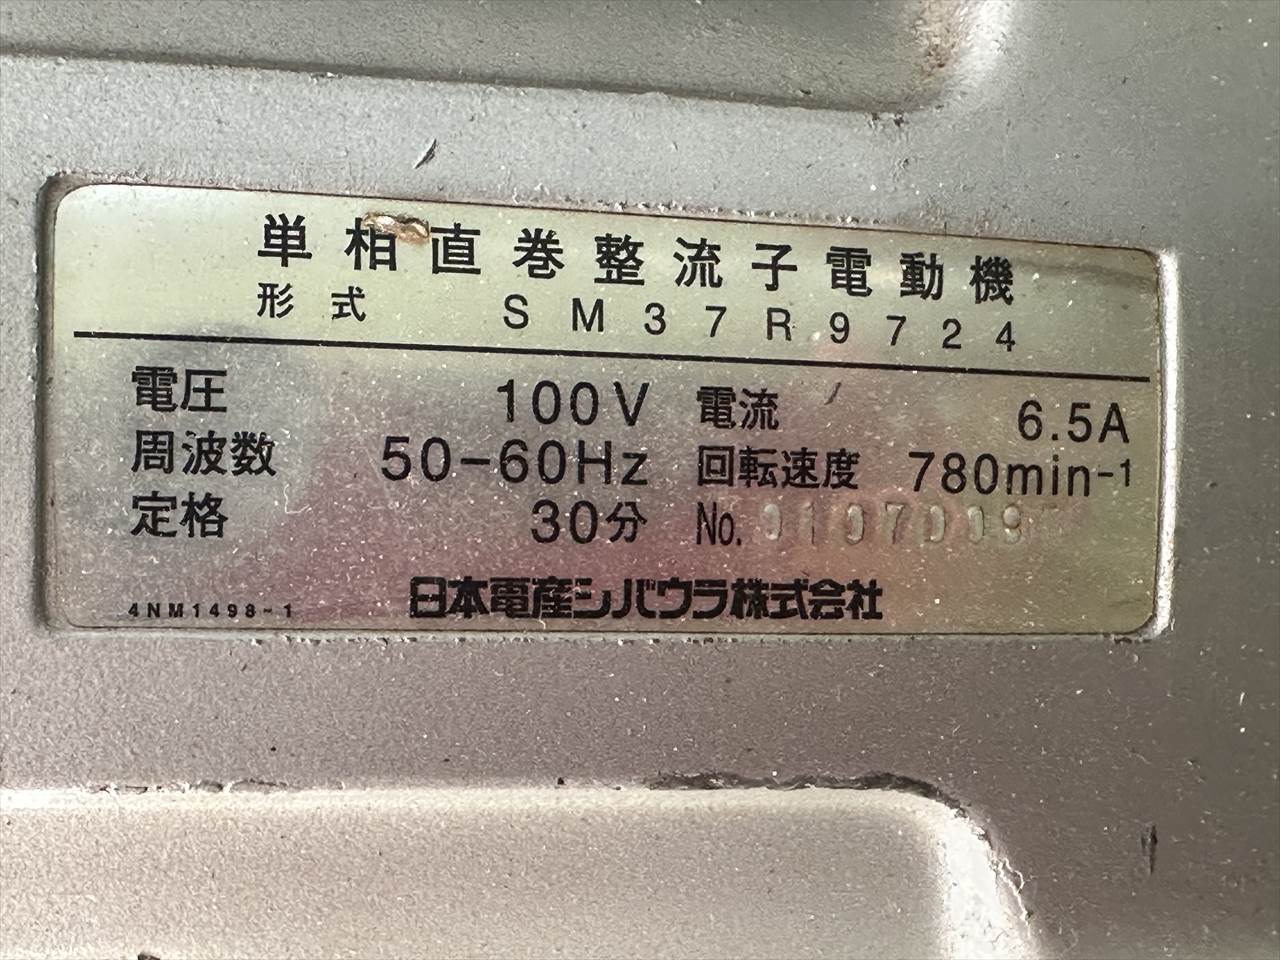 単相直巻整流子電動機
形式 SM37R9724
電圧 100V 電流 6.5A
周波数 50-60Hz 回転速度 780min-1
定格 30分 No.
4NM1498-1 日本電産シバウラ株式会社